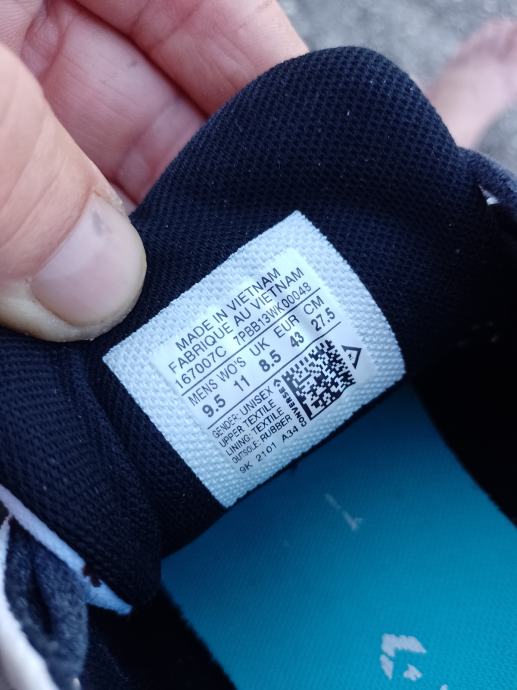 MADE IN VIETNAM
FABRIQUE AU VIETNAM
167007C 7PBB13WK00048
MENS WO'S UK EUR CM
9.5 11 8.5 43 27.5
GENDER: UNISEX
UPPER: TEXTILE
LINING: TEXTILE
OUTSOLE: RUBBER
9K 2101 A34
CONVERSE